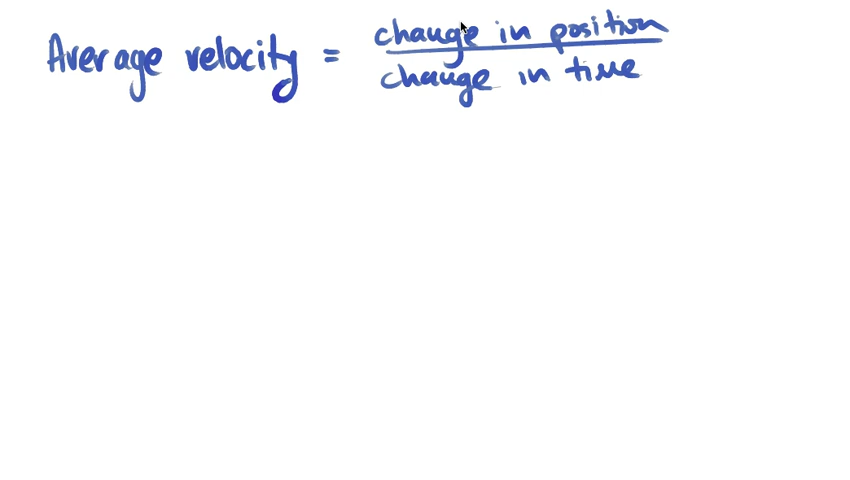 Average velocity = change in position
change in time